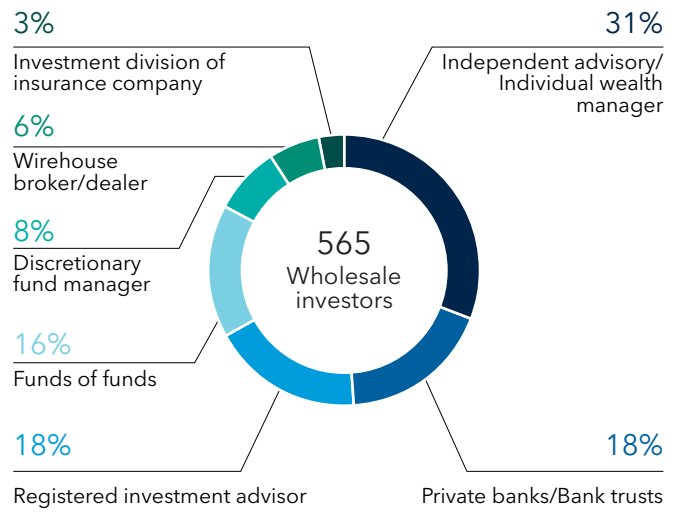 3%
Investment division of
insurance company
6%
Wirehouse
broker/dealer
8%
Discretionary
fund manager
16%
Funds of funds
18%
Registered investment advisor
565
Wholesale
investors
31%
Independent advisory/
Individual wealth
manager
18%
Private banks/Bank trusts